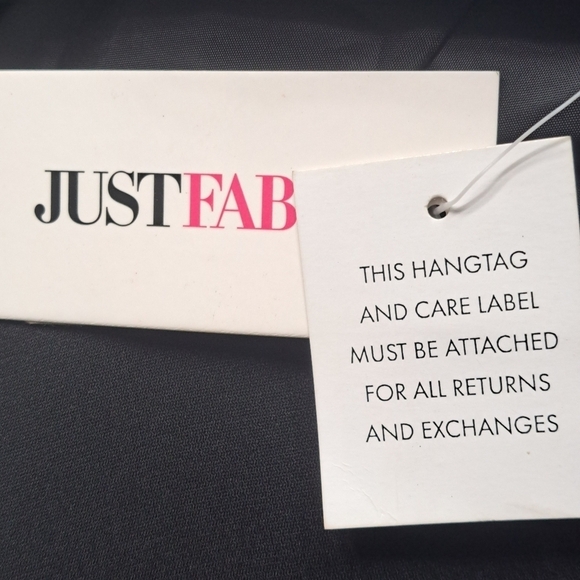 JUSTFAB
THIS HANGTAG
AND CARE LABEL
MUST BE ATTACHED
FOR ALL RETURNS
AND EXCHANGES